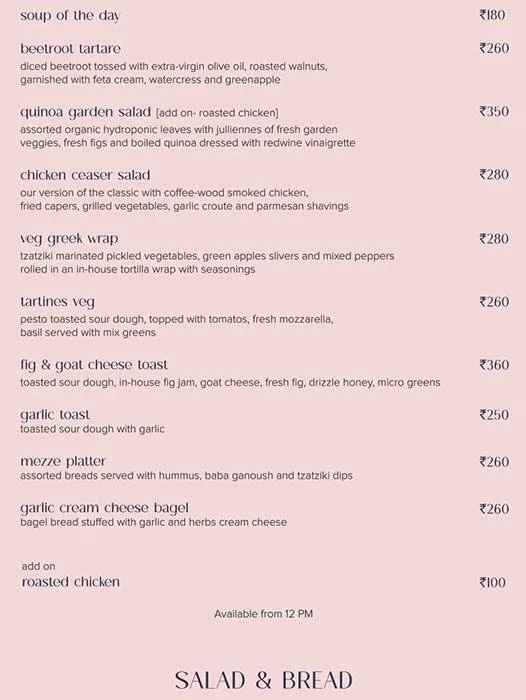 soup of the day ₹180
beetroot tartare ₹260
diced beetroot tossed with extra-virgin olive oil, roasted walnuts,
garnished with feta cream, watercress and greenapple
quinoa garden salad [add on- roasted chicken] ₹350
assorted organic hydroponic leaves with julliennes of fresh garden
veggies, fresh figs and boiled quinoa dressed with redwine vinaigrette
chicken ceaser salad ₹280
our version of the classic with coffee-wood smoked chicken,
fried capers, grilled vegetables, garlic croute and parmesan shavings
veg greek wrap ₹280
tzatziki marinated pickled vegetables, green apples slivers and mixed peppers
rolled in an in-house tortilla wrap with seasonings
tartines veg ₹260
pesto toasted sour dough, topped with tomatos, fresh mozzarella,
basil served with mix greens
fig & goat cheese toast ₹360
toasted sour dough, in-house fig jam, goat cheese, fresh fig, drizzle honey, micro greens
garlic toast ₹250
toasted sour dough with garlic
mezze platter ₹260
assorted breads served with hummus, baba ganoush and tzatziki dips
garlic cream cheese bagel ₹260
bagel bread stuffed with garlic and herbs cream cheese
add on
roasted chicken ₹100
Available from 12 PM
SALAD & BREAD